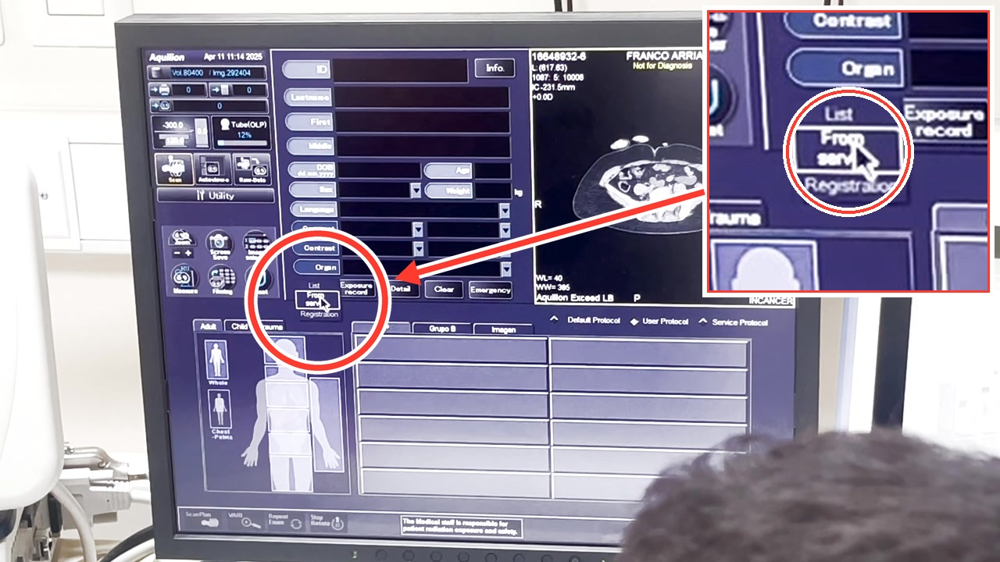 Aquilion Apr 11 11:14 2025
Vol.80400 / Img.292404
0 0
0
-300.0
Tube(OLP)
12%
Scan
Utility
Zoom
Screen
Save
Measure
Filming
ID
Info.
Lastname
First
Middle
DOB
Age
Sex
Weight
kg
Language
Contrast
Organ
List
Exposure
record
Detail
Clear
Emergency
From
Registration
16648932-6 FRANCO ARRIA
Not for Diagnosis
L (617.63)
1087: 5: 10006
IC -231.5mm
+0.0D
R
WL= 40
WW= 385
Aquilion Exceed LB P
INCANCER
Default Protocol User Protocol Service Protocol
Adult Child Trauma
Grupo B Imagen
Whole
Chest
-Pelvis
ScanPlan
VARI
Repeat
Exam
Stop
Rotate
The Medical staff is responsible for
patient radiation exposure and safety.
Contrast
Organ
List
Exposure
record
From
Registration
rauma